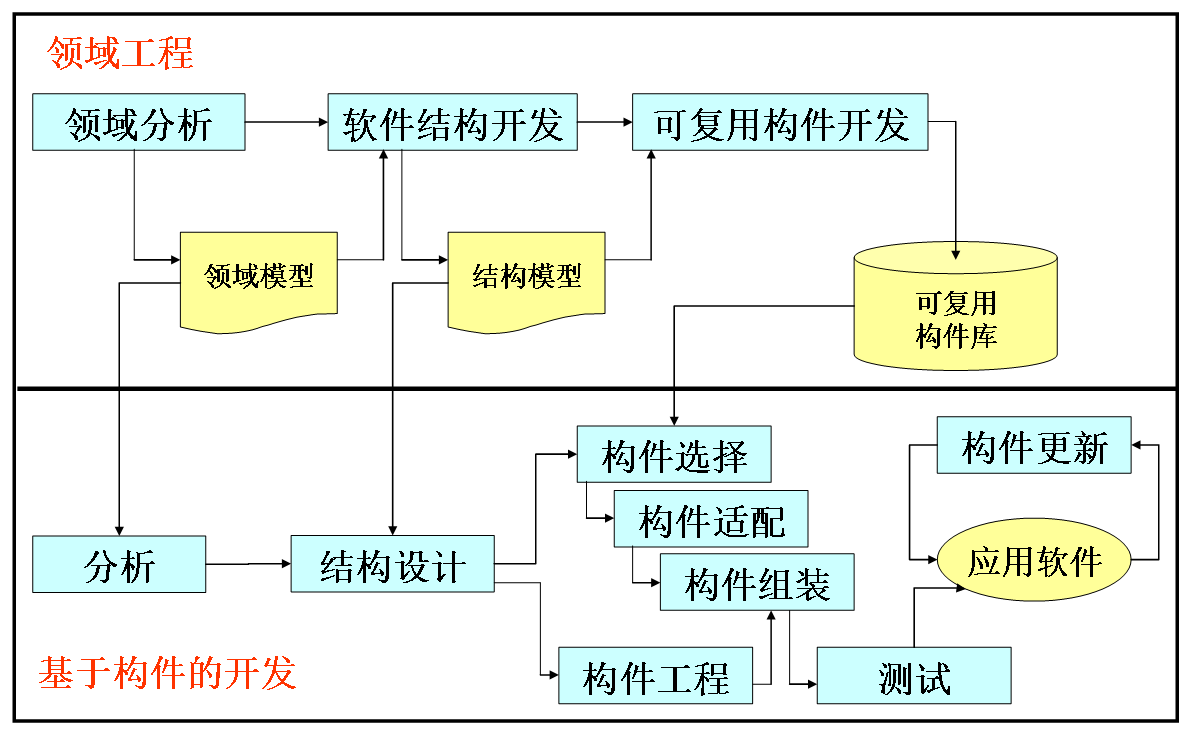 领域工程
领域分析
软件结构开发
可复用构件开发
领域模型
结构模型
可复用
构件库
构件选择
构件更新
构件适配
分析
结构设计
构件组装
应用软件
基于构件的开发
构件工程
测试